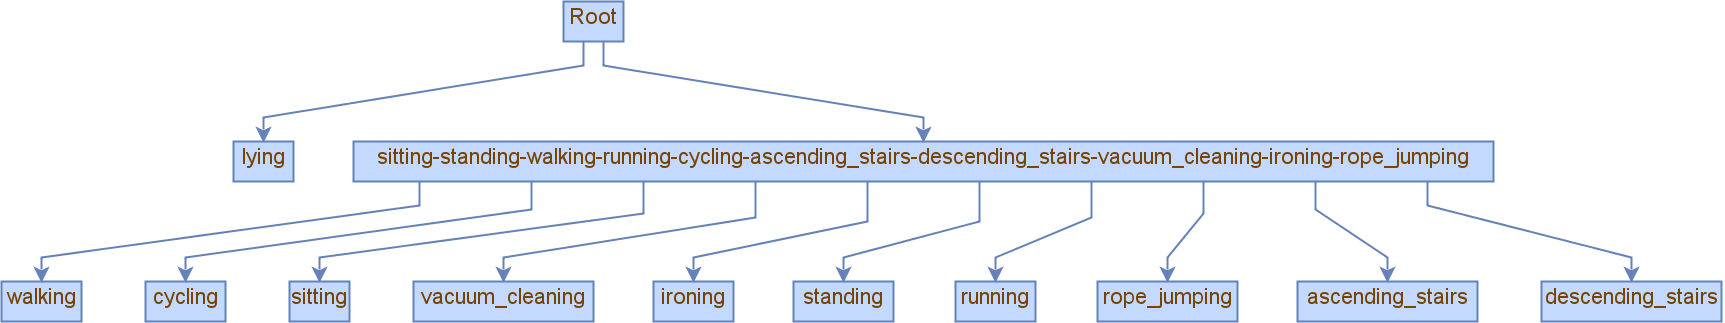 Root
lying
sitting-standing-walking-running-cycling-ascending_stairs-descending_stairs-vacuum_cleaning-ironing-rope_jumping
walking
cycling
sitting
vacuum_cleaning
ironing
standing
running
rope_jumping
ascending_stairs
descending_stairs